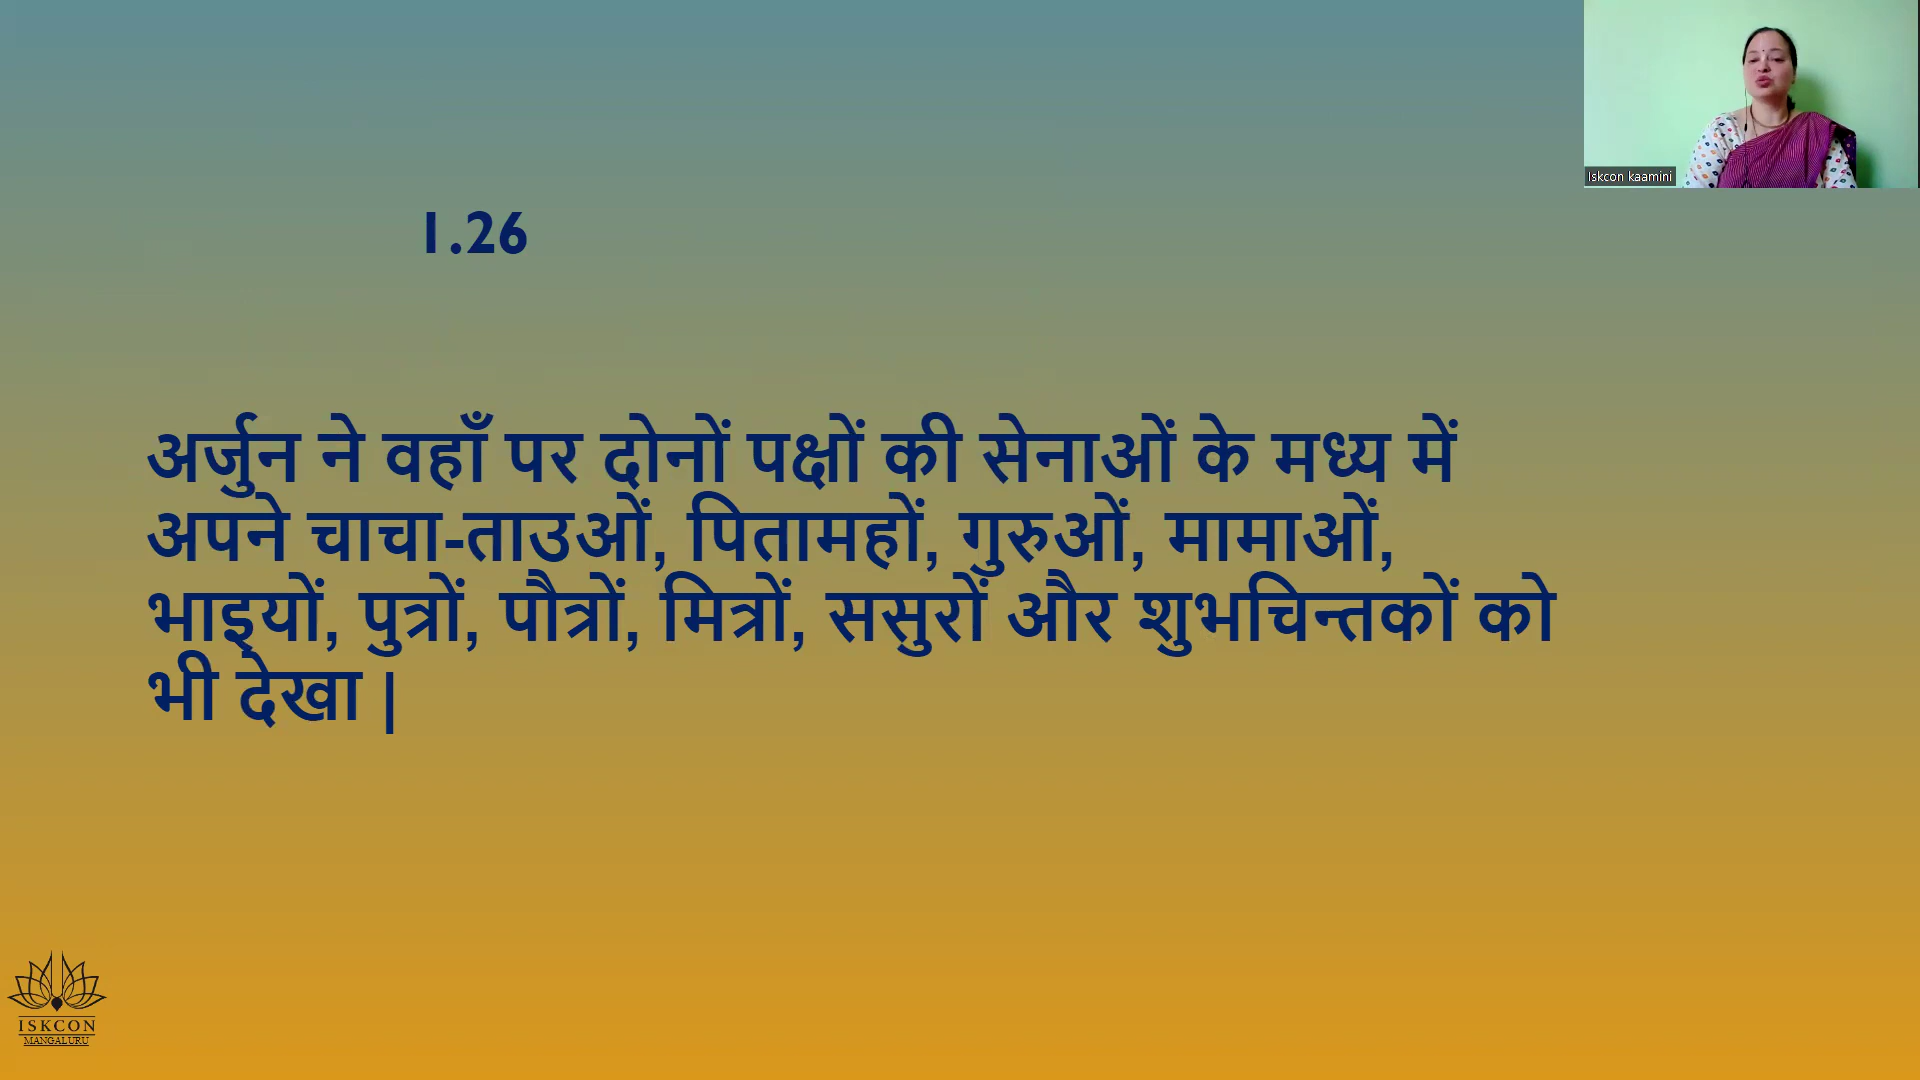 Iskcon kaamini
1.26
अर्जुन ने वहाँ पर दोनों पक्षों की सेनाओं के मध्य में
अपने चाचा-ताउओं, पितामहों, गुरुओं, मामाओं,
भाइयों, पुत्रों, पौत्रों, मित्रों, ससुरों और शुभचिन्तकों को
भी देखा |
ISKCON
MANGALURU